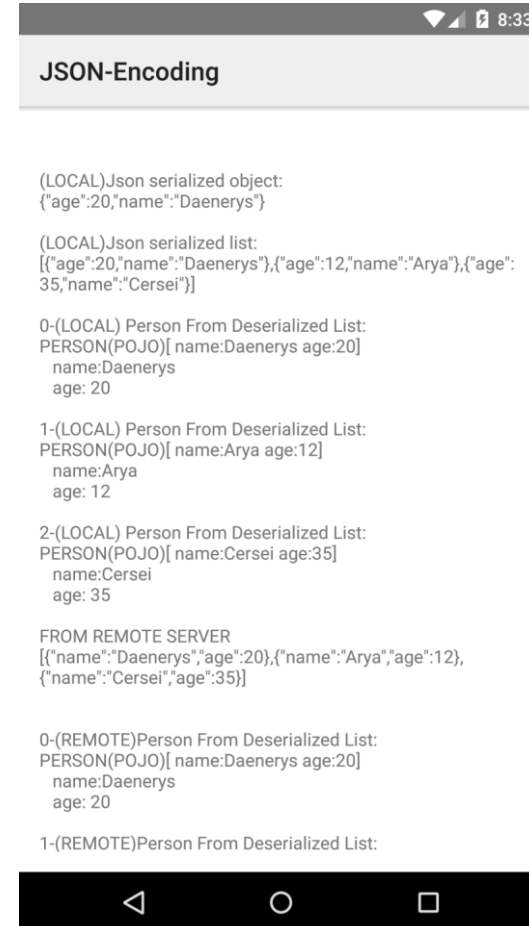 8:33
JSON-Encoding
(LOCAL)Json serialized object:
{"age":20,"name":"Daenerys"}
(LOCAL)Json serialized list:
[{"age":20,"name":"Daenerys"},{"age":12,"name":"Arya"},{"age":
35,"name":"Cersei"}]
0-(LOCAL) Person From Deserialized List:
PERSON(POJO)[ name:Daenerys age:20]
name:Daenerys
age: 20
1-(LOCAL) Person From Deserialized List:
PERSON(POJO)[ name:Arya age:12]
name:Arya
age: 12
2-(LOCAL) Person From Deserialized List:
PERSON(POJO)[ name:Cersei age:35]
name:Cersei
age: 35
FROM REMOTE SERVER
[{"name":"Daenerys","age":20},{"name":"Arya","age":12},
{"name":"Cersei","age":35}]
0-(REMOTE)Person From Deserialized List:
PERSON(POJO)[ name:Daenerys age:20]
name:Daenerys
age: 20
1-(REMOTE)Person From Deserialized List: